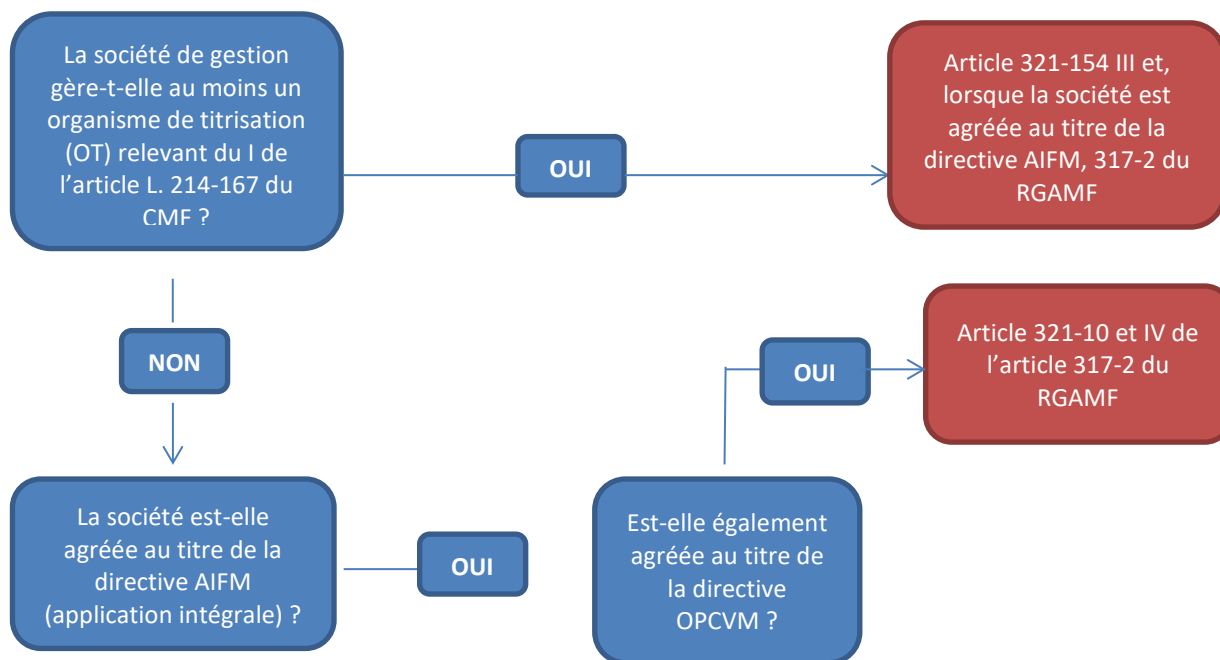 La société de gestion
gère-t-elle au moins un
organisme de titrisation
(OT) relevant du I de
l'article L. 214-167 du
CMF ?
OUI
Article 321-154 III et,
lorsque la société est
agréée au titre de la
directive AIFM, 317-2 du
RGAMF
NON
OUI
Article 321-10 et IV de
l'article 317-2 du
RGAMF
La société est-elle
agréée au titre de la
directive AIFM
(application intégrale) ?
OUI
Est-elle également
agréée au titre de
la directive
OPCVM ?